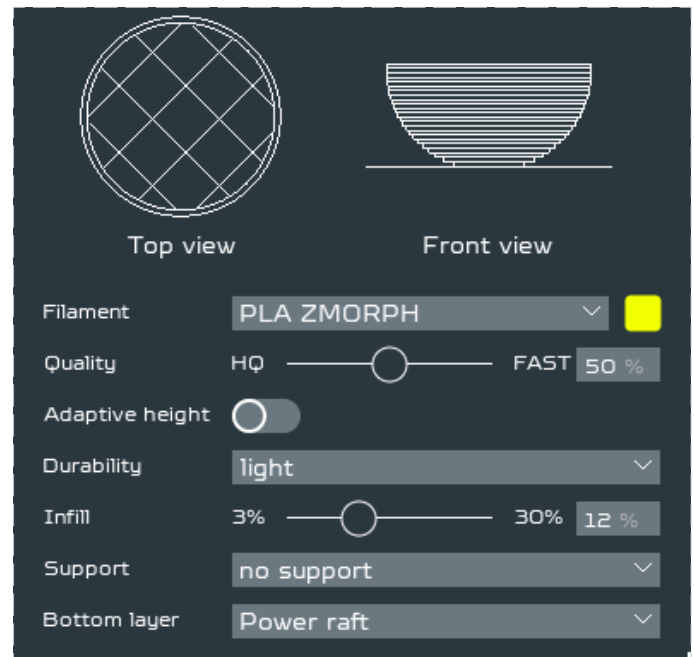 Top view Front view
Filament PLA ZMORPH
Quality HQ FAST 50 %
Adaptive height
Durability light
Infill 3% 30% 12 %
Support no support
Bottom layer Power raft